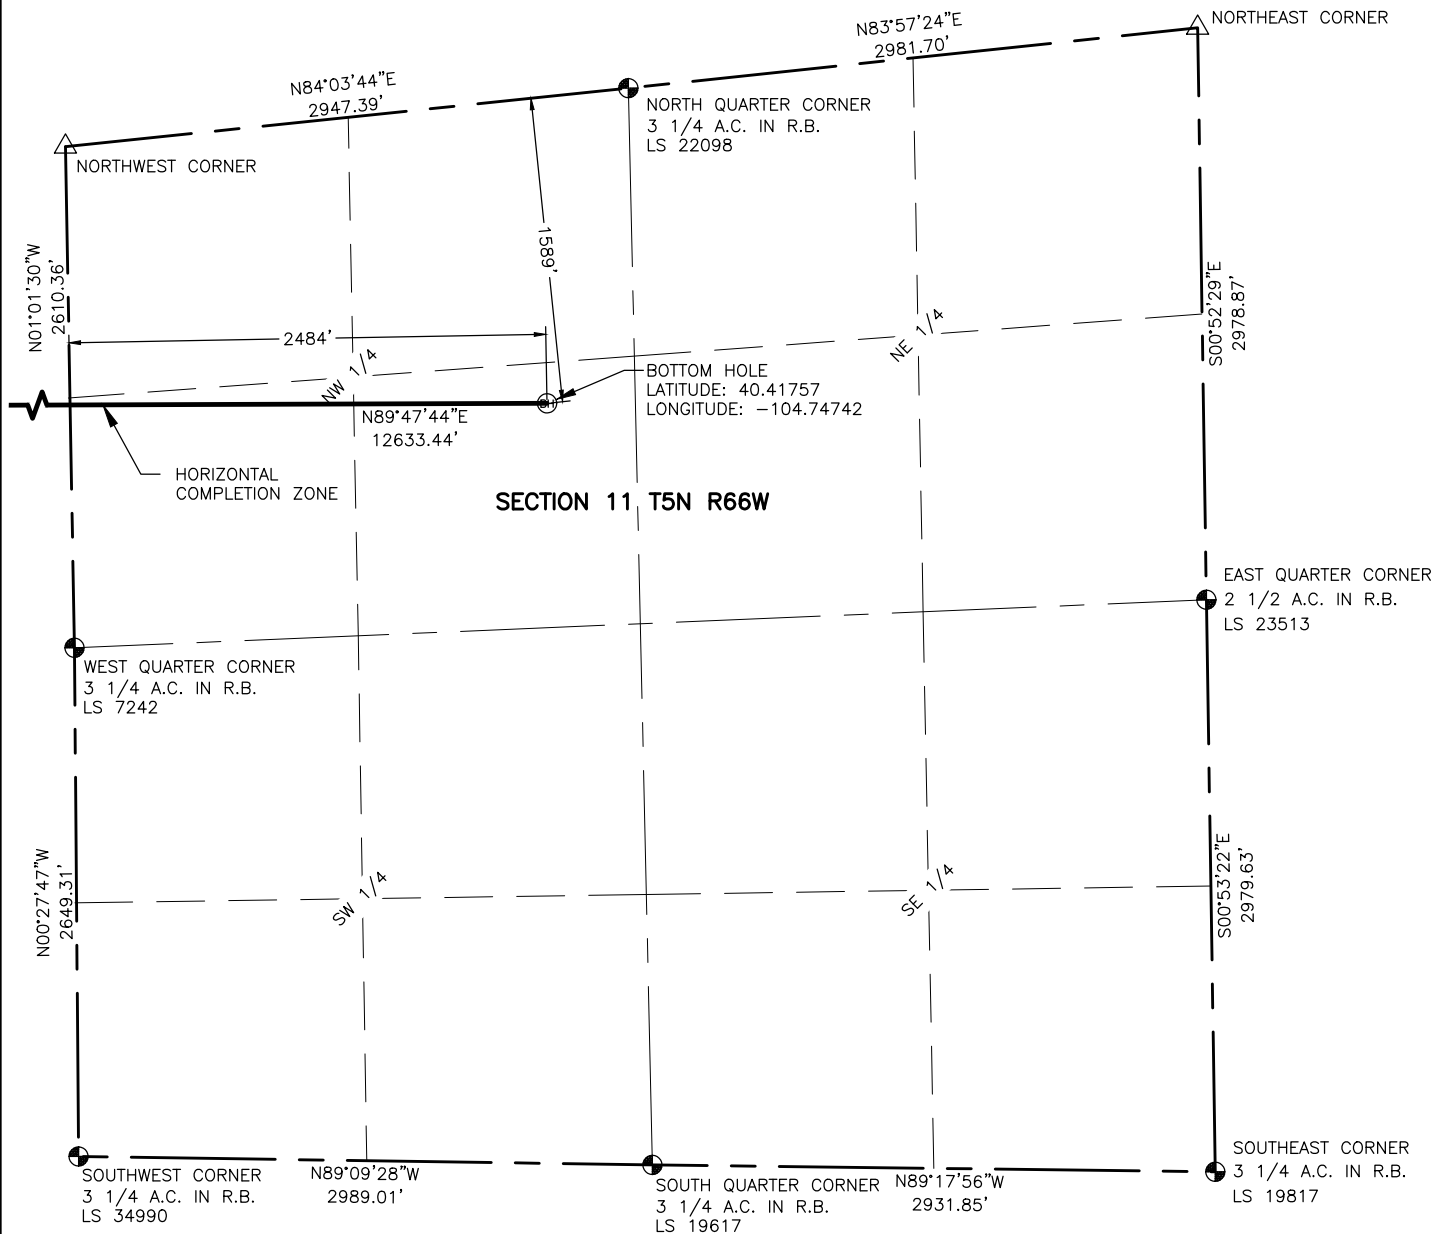 NORTHEAST CORNER
N83°57'24"E
2981.70'
N84°03'44"E
2947.39'
NORTH QUARTER CORNER
3 1/4 A.C. IN R.B.
LS 22098
NORTHWEST CORNER
N01°01'30"W
2610.36'
1589'
S00°52'29"E
2978.87'
2484'
NE 1/4
NW 1/4
BOTTOM HOLE
LATITUDE: 40.41757
LONGITUDE: -104.74742
BH
N89°47'44"E
12633.44'
HORIZONTAL
COMPLETION ZONE
SECTION 11 T5N R66W
EAST QUARTER CORNER
2 1/2 A.C. IN R.B.
LS 23513
WEST QUARTER CORNER
3 1/4 A.C. IN R.B.
LS 7242
N00°27'47"W
2649.31'
SW 1/4
SE 1/4
S00°53'22"E
2979.63'
SOUTHWEST CORNER
3 1/4 A.C. IN R.B.
LS 34990
N89°09'28"W
2989.01'
SOUTH QUARTER CORNER
3 1/4 A.C. IN R.B.
LS 19617
N89°17'56"W
2931.85'
SOUTHEAST CORNER
3 1/4 A.C. IN R.B.
LS 19817